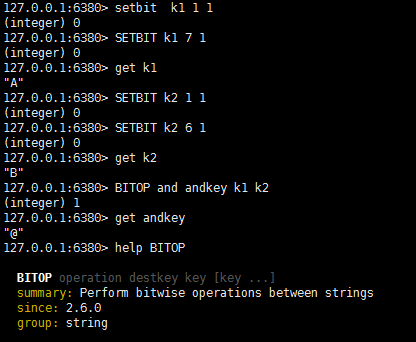 127.0.0.1:6380> setbit  k1 1 1
(integer) 0
127.0.0.1:6380> SETBIT k1 7 1
(integer) 0
127.0.0.1:6380> get k1
"A"
127.0.0.1:6380> SETBIT k2 1 1
(integer) 0
127.0.0.1:6380> SETBIT k2 6 1
(integer) 0
127.0.0.1:6380> get k2
"B"
127.0.0.1:6380> BITOP and andkey k1 k2
(integer) 1
127.0.0.1:6380> get andkey
"@"
127.0.0.1:6380> help BITOP
BITOP operation destkey key [key ...]
summary: Perform bitwise operations between strings
since: 2.6.0
group: string